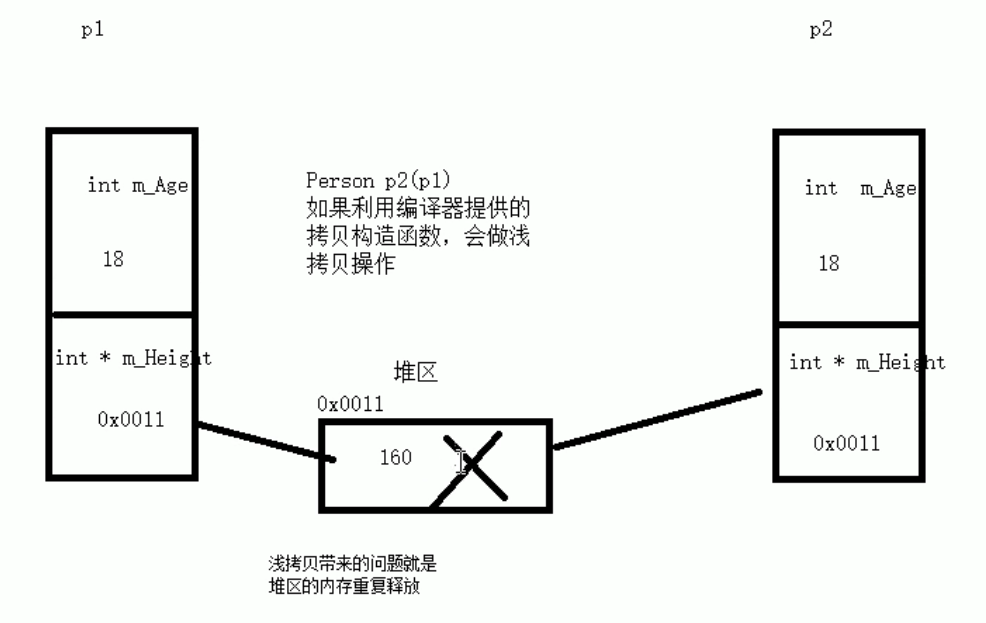 p1
p2
int m_Age
18
int * m_Height
0x0011
Person p2(p1)
如果利用编译器提供的
拷贝构造函数，会做浅
拷贝操作
堆区
0x0011
160
int  m_Age
18
int * m_Height
0x0011
浅拷贝带来的问题就是
堆区的内存重复释放